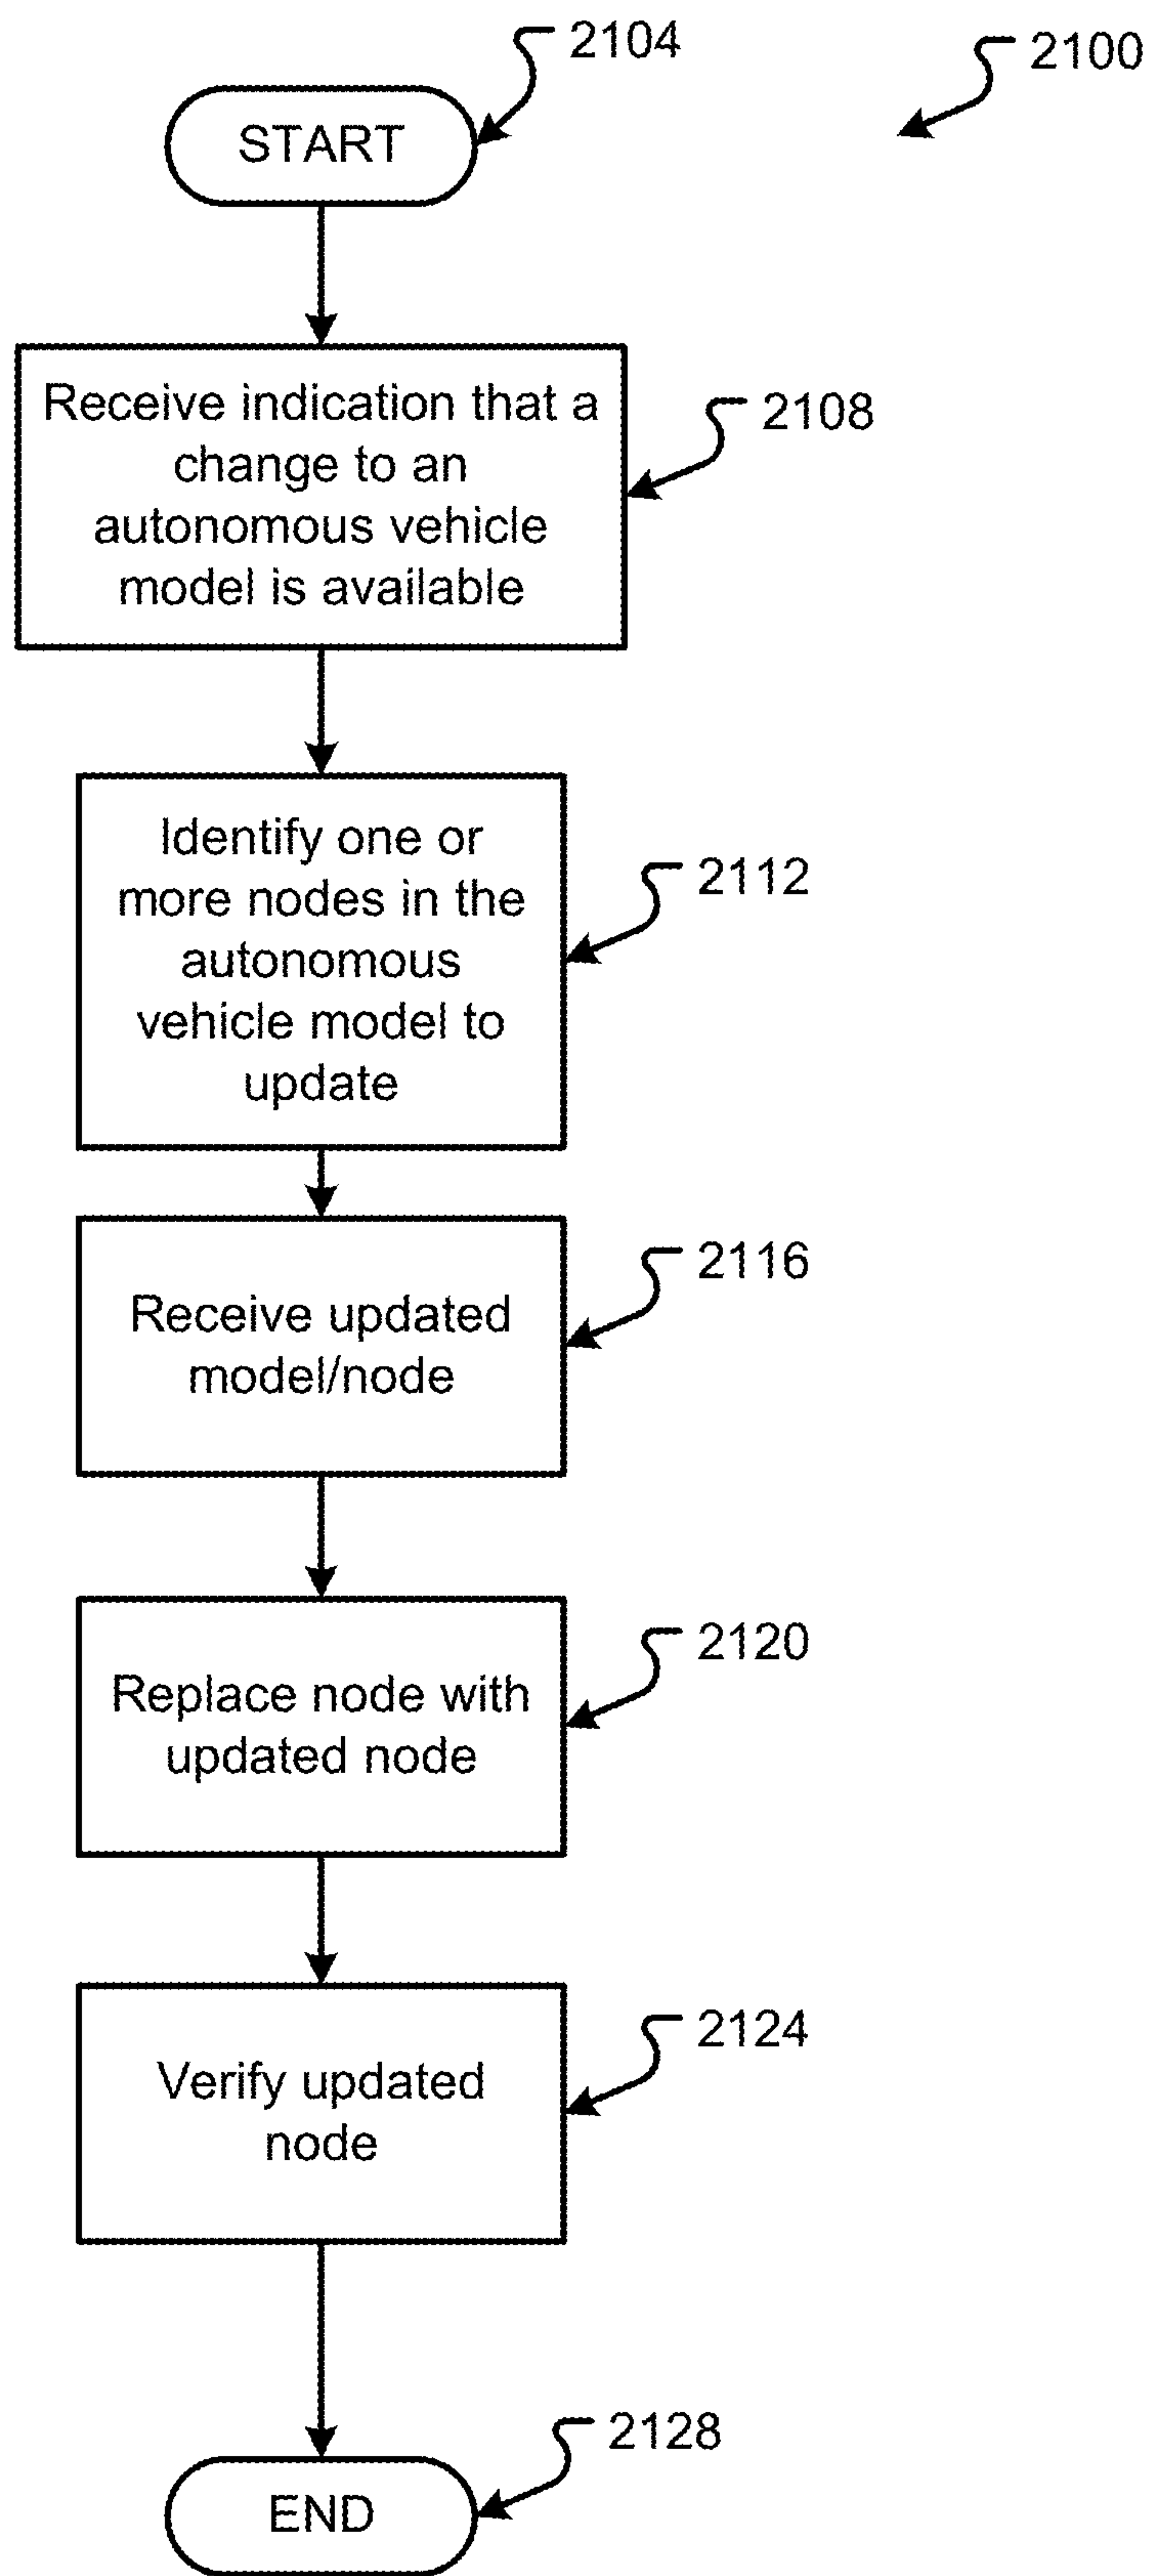 2104
2100
START
Receive indication that a
change to an
autonomous vehicle
model is available
2108
Identify one or
more nodes in the
autonomous
vehicle model to
update
2112
Receive updated
model/node
2116
Replace node with
updated node
2120
Verify updated
node
2124
END
2128